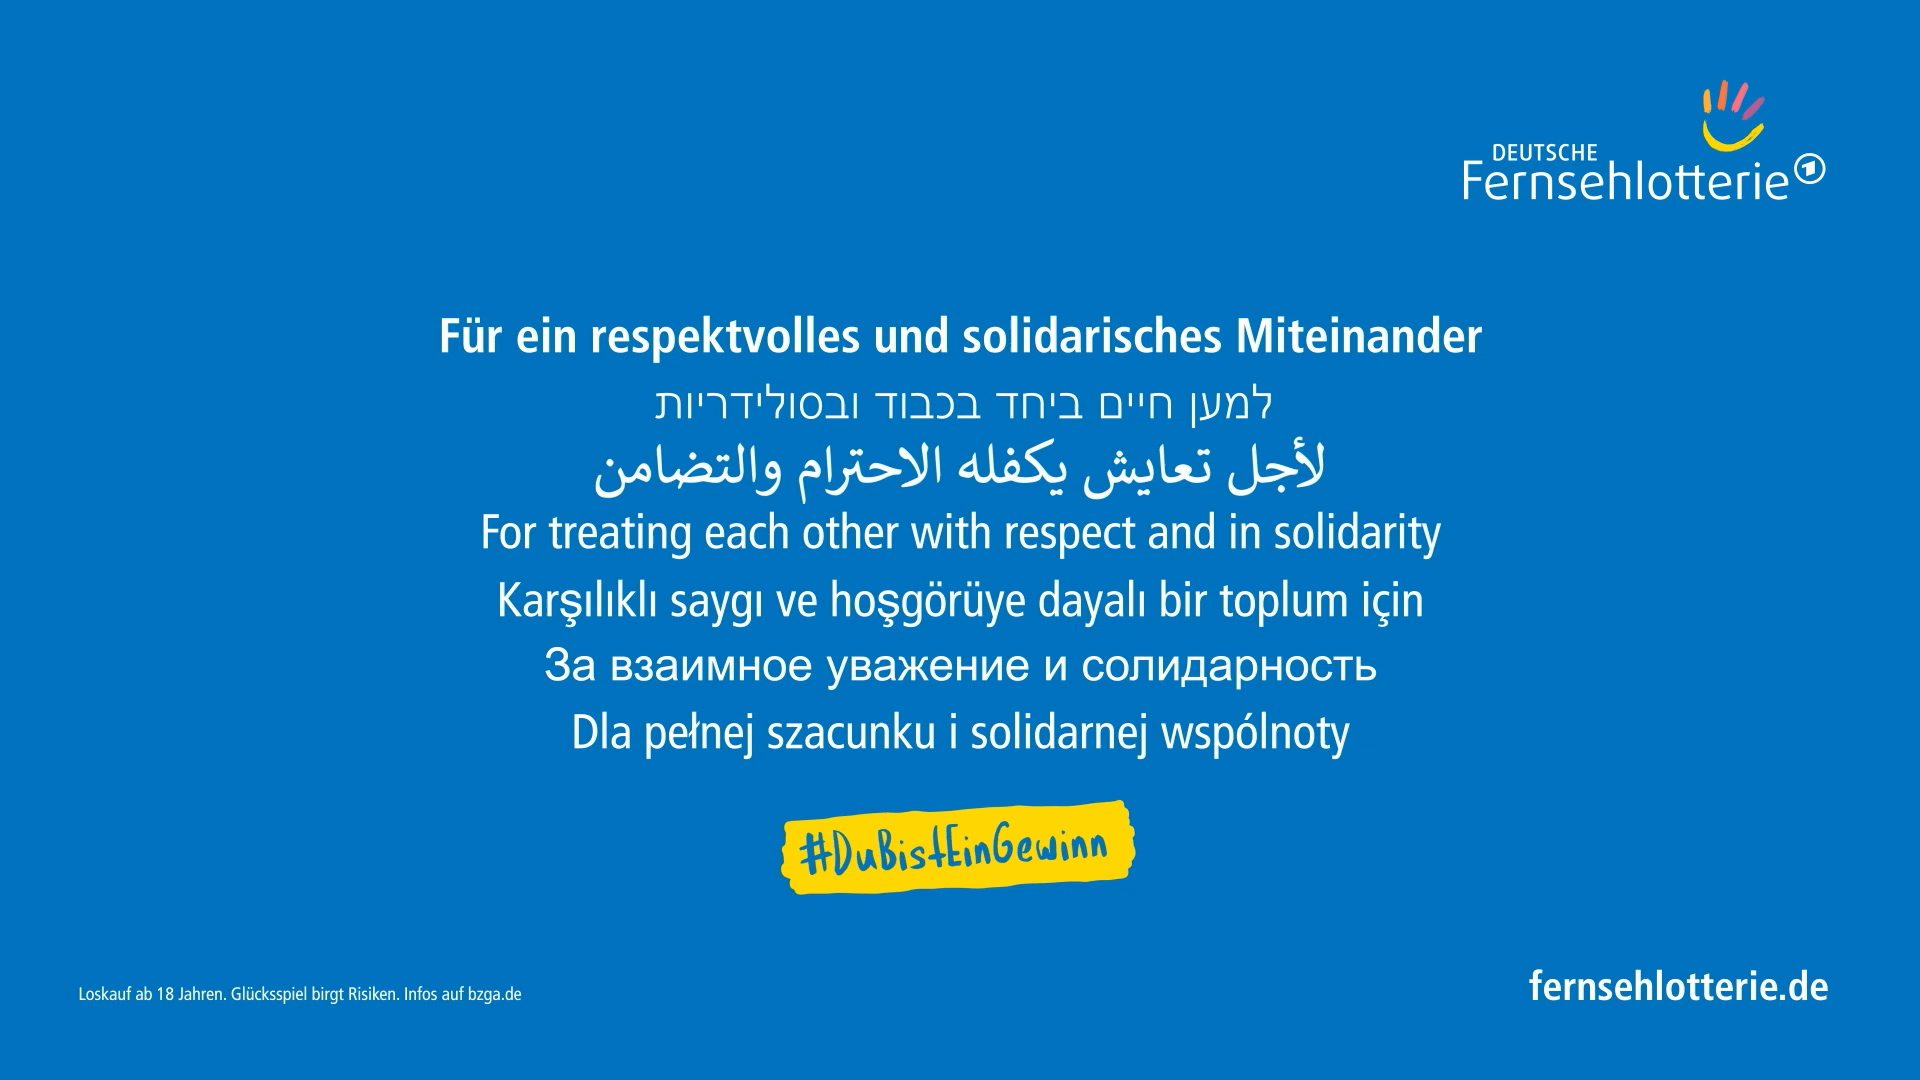 DEUTSCHE
Fernsehlotterie
Für ein respektvolles und solidarisches Miteinander
למען חיים ביחד בכבוד ובסולידריות
لأجل تعايش يكفله الاحترام والتضامن
For treating each other with respect and in solidarity
Karşılıklı saygı ve hoşgörüye dayalı bir toplum için
За взаимное уважение и солидарность
Dla pełnej szacunku i solidarnej wspólnoty
#DuBistEinGewinn
Loskauf ab 18 Jahren. Glücksspiel birgt Risiken. Infos auf bzga.de
fernsehlotterie.de